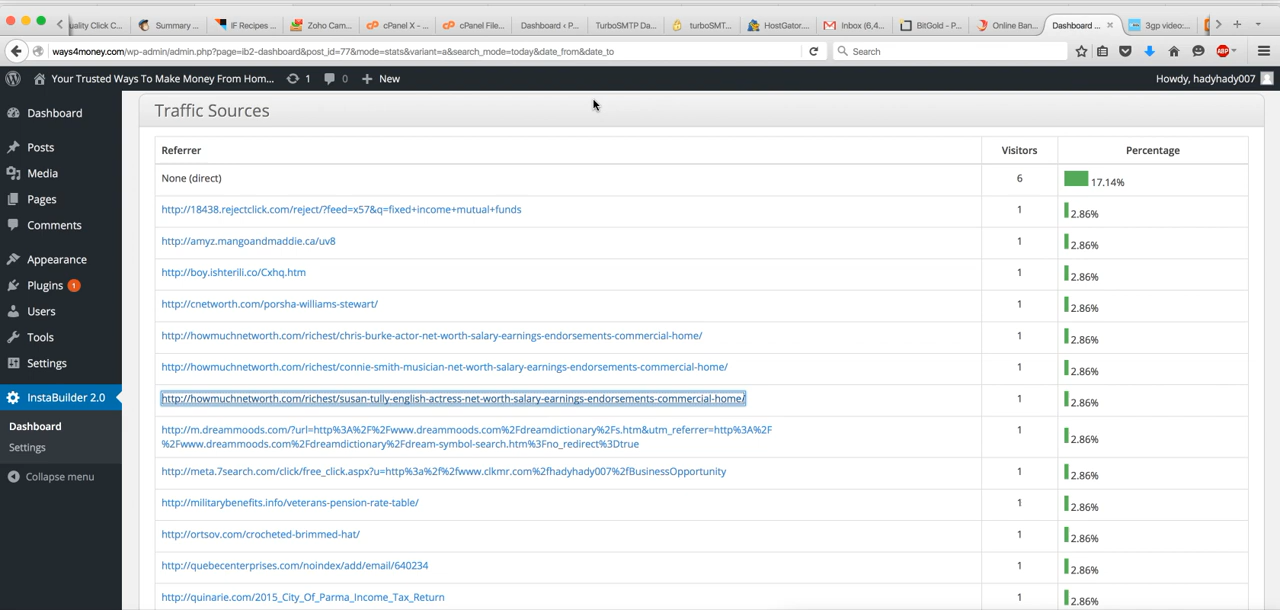 uality Click C...
Summary ...
IF Recipes ...
Zoho Cam...
cPanel X - ...
cPanel File...
Dashboard ‹ P...
TurboSMTP Da...
turboSMT...
HostGator...
Inbox (6,4...
BitGold - P...
Online Ban...
Dashboard ...
3gp video:...
ways4money.com/wp-admin/admin.php?page=ib2-dashboard&post_id=77&mode=stats&variant=a&search_mode=today&date_from&date_to
Search
ABP
Your Trusted Ways To Make Money From Hom...
1
0
New
Howdy, hadyhady007
Dashboard
Posts
Media
Pages
Comments
Appearance
Plugins 1
Users
Tools
Settings
InstaBuilder 2.0
Dashboard
Settings
Collapse menu
Traffic Sources
Referrer Visitors Percentage
None (direct) 6 17.14%
http://18438.rejectclick.com/reject/?feed=x57&q=fixed+income+mutual+funds 1 2.86%
http://amyz.mangoandmaddie.ca/uv8 1 2.86%
http://boy.ishterili.co/Cxhq.htm 1 2.86%
http://cnetworth.com/porsha-williams-stewart/ 1 2.86%
http://howmuchnetworth.com/richest/chris-burke-actor-net-worth-salary-earnings-endorsements-commercial-home/ 1 2.86%
http://howmuchnetworth.com/richest/connie-smith-musician-net-worth-salary-earnings-endorsements-commercial-home/ 1 2.86%
http://howmuchnetworth.com/richest/susan-tully-english-actress-net-worth-salary-earnings-endorsements-commercial-home/ 1 2.86%
http://m.dreammoods.com/?url=http%3A%2F%2Fwww.dreammoods.com%2Fdreamdictionary%2Fs.htm&utm_referrer=http%3A%2F 1 2.86%
%2Fwww.dreammoods.com%2Fdreamdictionary%2Fdream-symbol-search.htm%3Fno_redirect%3Dtrue
http://meta.7search.com/click/free_click.aspx?u=http%3a%2f%2fwww.clkmr.com%2fhadyhady007%2fBusinessOpportunity 1 2.86%
http://militarybenefits.info/veterans-pension-rate-table/ 1 2.86%
http://ortsov.com/crocheted-brimmed-hat/ 1 2.86%
http://quebecenterprises.com/noindex/add/email/640234 1 2.86%
http://quinarie.com/2015_City_Of_Parma_Income_Tax_Return 1 2.86%